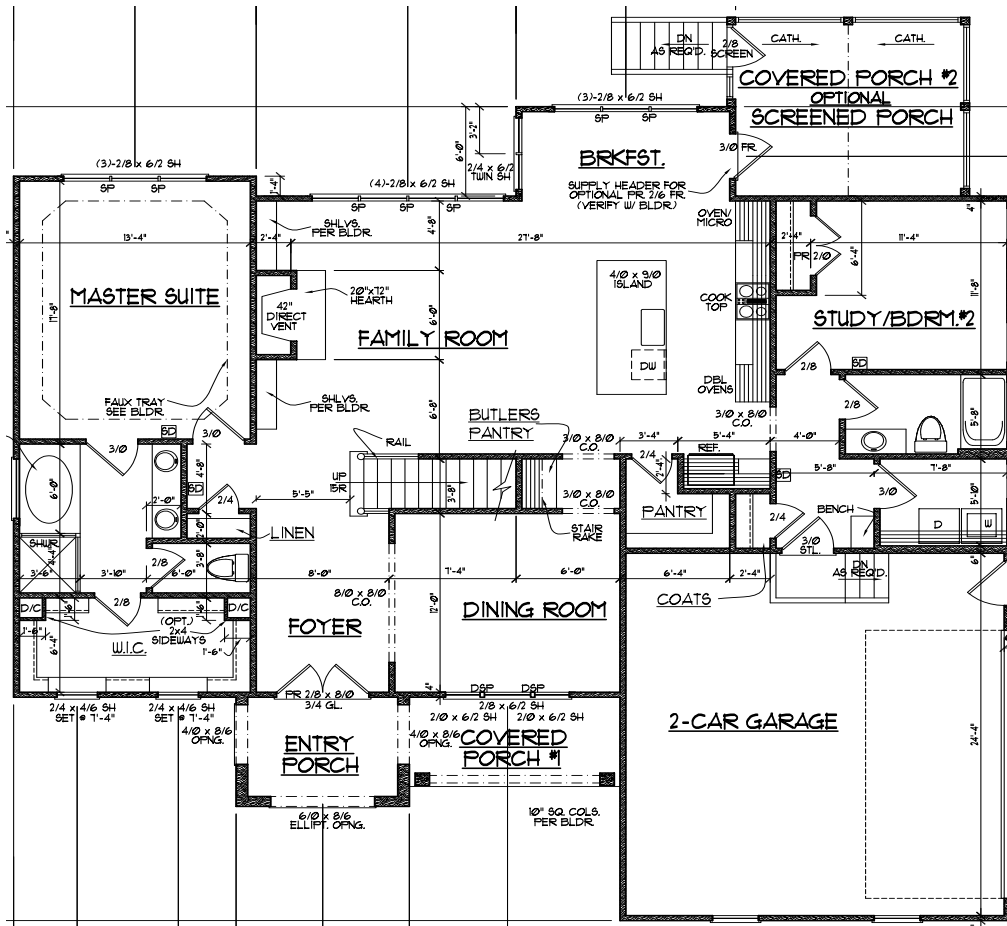 DN
AS REQ'D.
2/8
SCREEN
CATH.
CATH.
COVERED PORCH #2
OPTIONAL
SCREENED PORCH
(3)-2/8 x 6/2 SH
SP
SP
6'-0"
3'-2"
2/4 x 6/2
TWIN SH
BRKFST.
3/0 FR.
SUPPLY HEADER FOR
OPTIONAL PR. 2/6 FR.
(VERIFY W/ BLDR.)
(3)-2/8 x 6/2 SH
SP
SP
1'-4"
(4)-2/8 x 6/2 SH
SP
SP
SP
OVEN/
MICRO
4"
13'-4"
2'-4"
SHLVS.
PER BLDR.
4'-8"
27'-8"
2'-4"
PR
2/0
6'-4"
11'-4"
11'-8"
MASTER SUITE
17'-8"
20"x72"
HEARTH
42"
DIRECT
VENT
FAMILY ROOM
6'-0"
4/0 x 9/0
ISLAND
DW
COOK
TOP
STUDY/BDRM.#2
SD
2/8
FAUX TRAY
SEE BLDR.
SHLVS.
PER BLDR.
6'-8"
DBL
OVENS
3/0 x 8/0
C.O.
2/8
5'-8"
BUTLERS
PANTRY
3/0 x 8/0
C.O.
3'-4"
5'-4"
4'-0"
SD
3/0
3/0
RAIL
REF.
2/4
2'-4"
6'-0"
4'-8"
SD
2'-0"
2/4
5'-5"
UP
15R
3'-8"
3/0 x 8/0
C.O.
SD
5'-8"
7'-8"
3/0
5'-0"
PANTRY
2/4
BENCH
D
W
2'-0"
LINEN
STAIR
RAKE
3/0
STL.
SHWR
4'-4"
3'-8"
2/8
3'-6"
3'-10"
6'-0"
8'-0"
7'-4"
6'-0"
6'-4"
2'-4"
DN
AS REQ'D.
6"
2/8
8/0 x 8/0
C.O.
12'-0"
COATS
D/C
D/C
1'-6"
1'-6"
(OPT.)
2x4
SIDEWAYS
W.I.C.
1'-6"
1'-6"
6'-4"
FOYER
DINING ROOM
4"
PR 2/8 x 8/0
3/4 GL.
DSP
DSP
2/4 x 4/6 SH
SET @ 7'-4"
2/4 x 4/6 SH
SET @ 7'-4"
2/8 x 6/2 SH
2/0 x 6/2 SH
2/0 x 6/2 SH
4/0 x 8/6
OPNG.
4/0 x 8/6
OPNG.
ENTRY
PORCH
COVERED
PORCH #1
2-CAR GARAGE
24'-4"
6/0 x 8/6
ELLIPT. OPNG.
10" SQ. COLS.
PER BLDR.